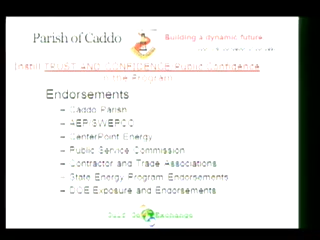 Parish of Caddo
Building a dynamic future.
Instill TRUST AND CONFIDENCE Public Confidence
in the Program
Endorsements
– Caddo Parish
– AEP SWEPCO
– CenterPoint Energy
– Public Service Commission
– Contractor and Trade Associations
– State Energy Program Endorsements
– DOE Exposure and Endorsements
Exchange